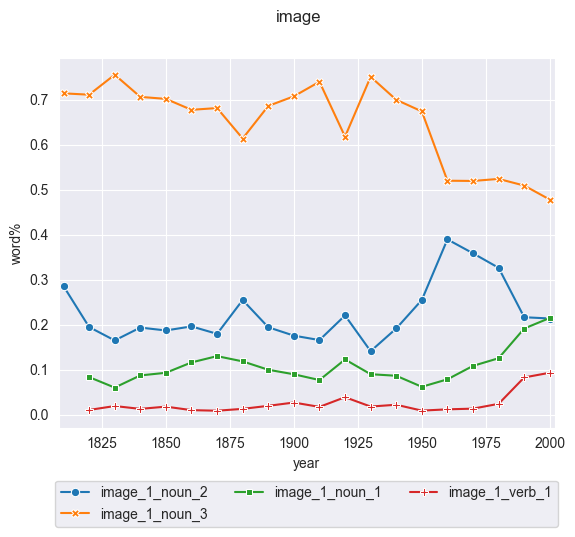 image
0.7
0.6
0.5
0.4
0.3
0.2
0.1
0.0
word%
1825 1850 1875 1900 1925 1950 1975 2000
year
image_1_noun_2 image_1_noun_1 image_1_verb_1
image_1_noun_3